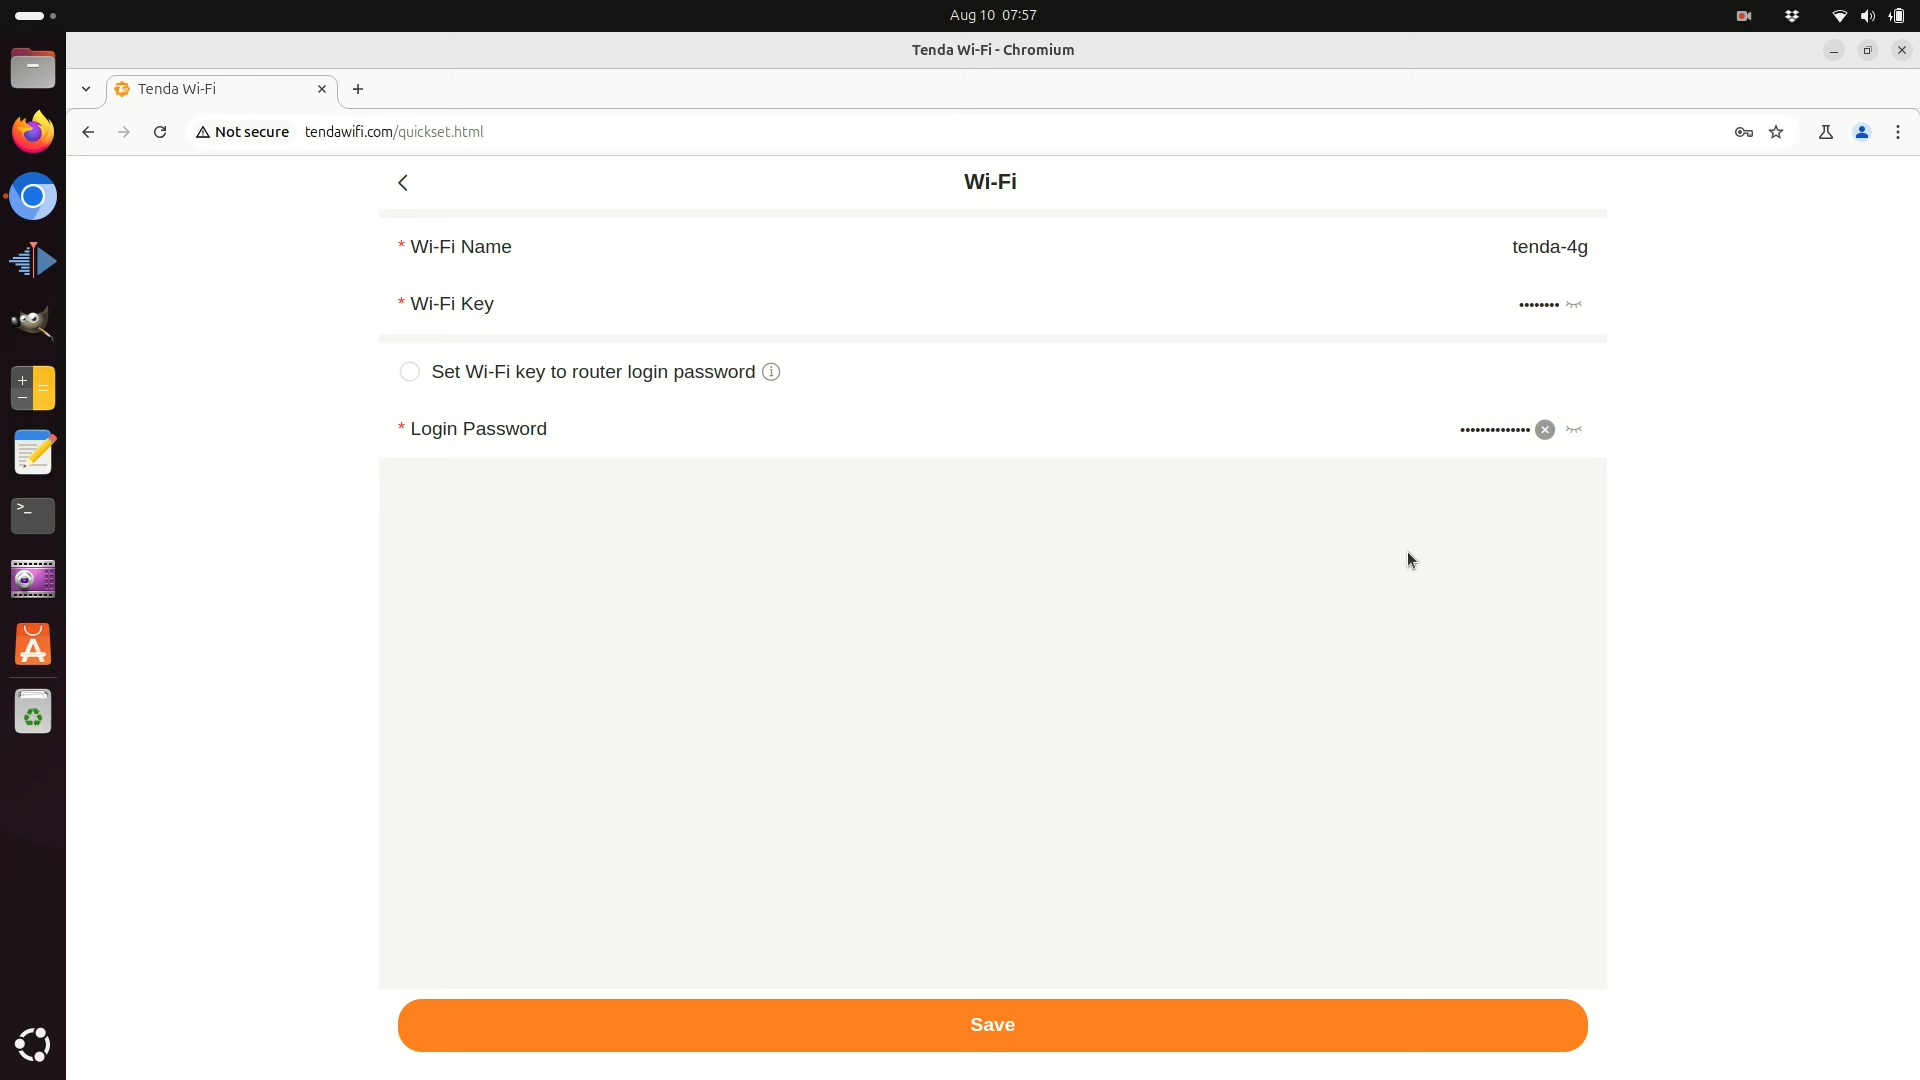 Aug 10 07:57
Tenda Wi-Fi - Chromium
Tenda Wi-Fi
Not secure tendawifi.com/quickset.html
Wi-Fi
* Wi-Fi Name tenda-4g
* Wi-Fi Key ••••••••
Set Wi-Fi key to router login password
* Login Password ••••••••••••••
Save